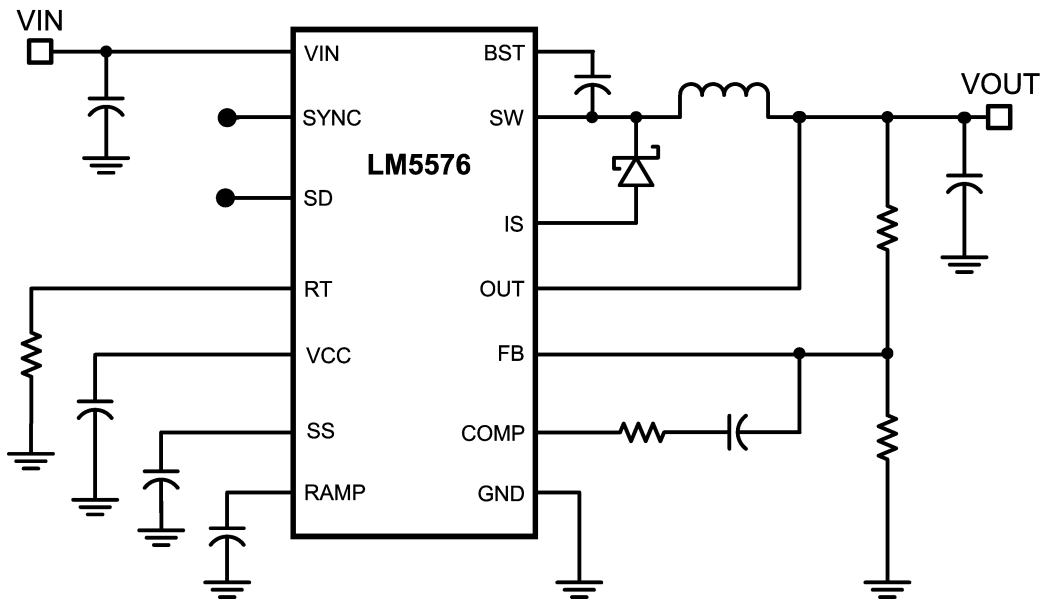 VIN
VOUT
VIN
BST
SYNC
SW
LM5576
SD
IS
RT
OUT
VCC
FB
SS
COMP
RAMP
GND